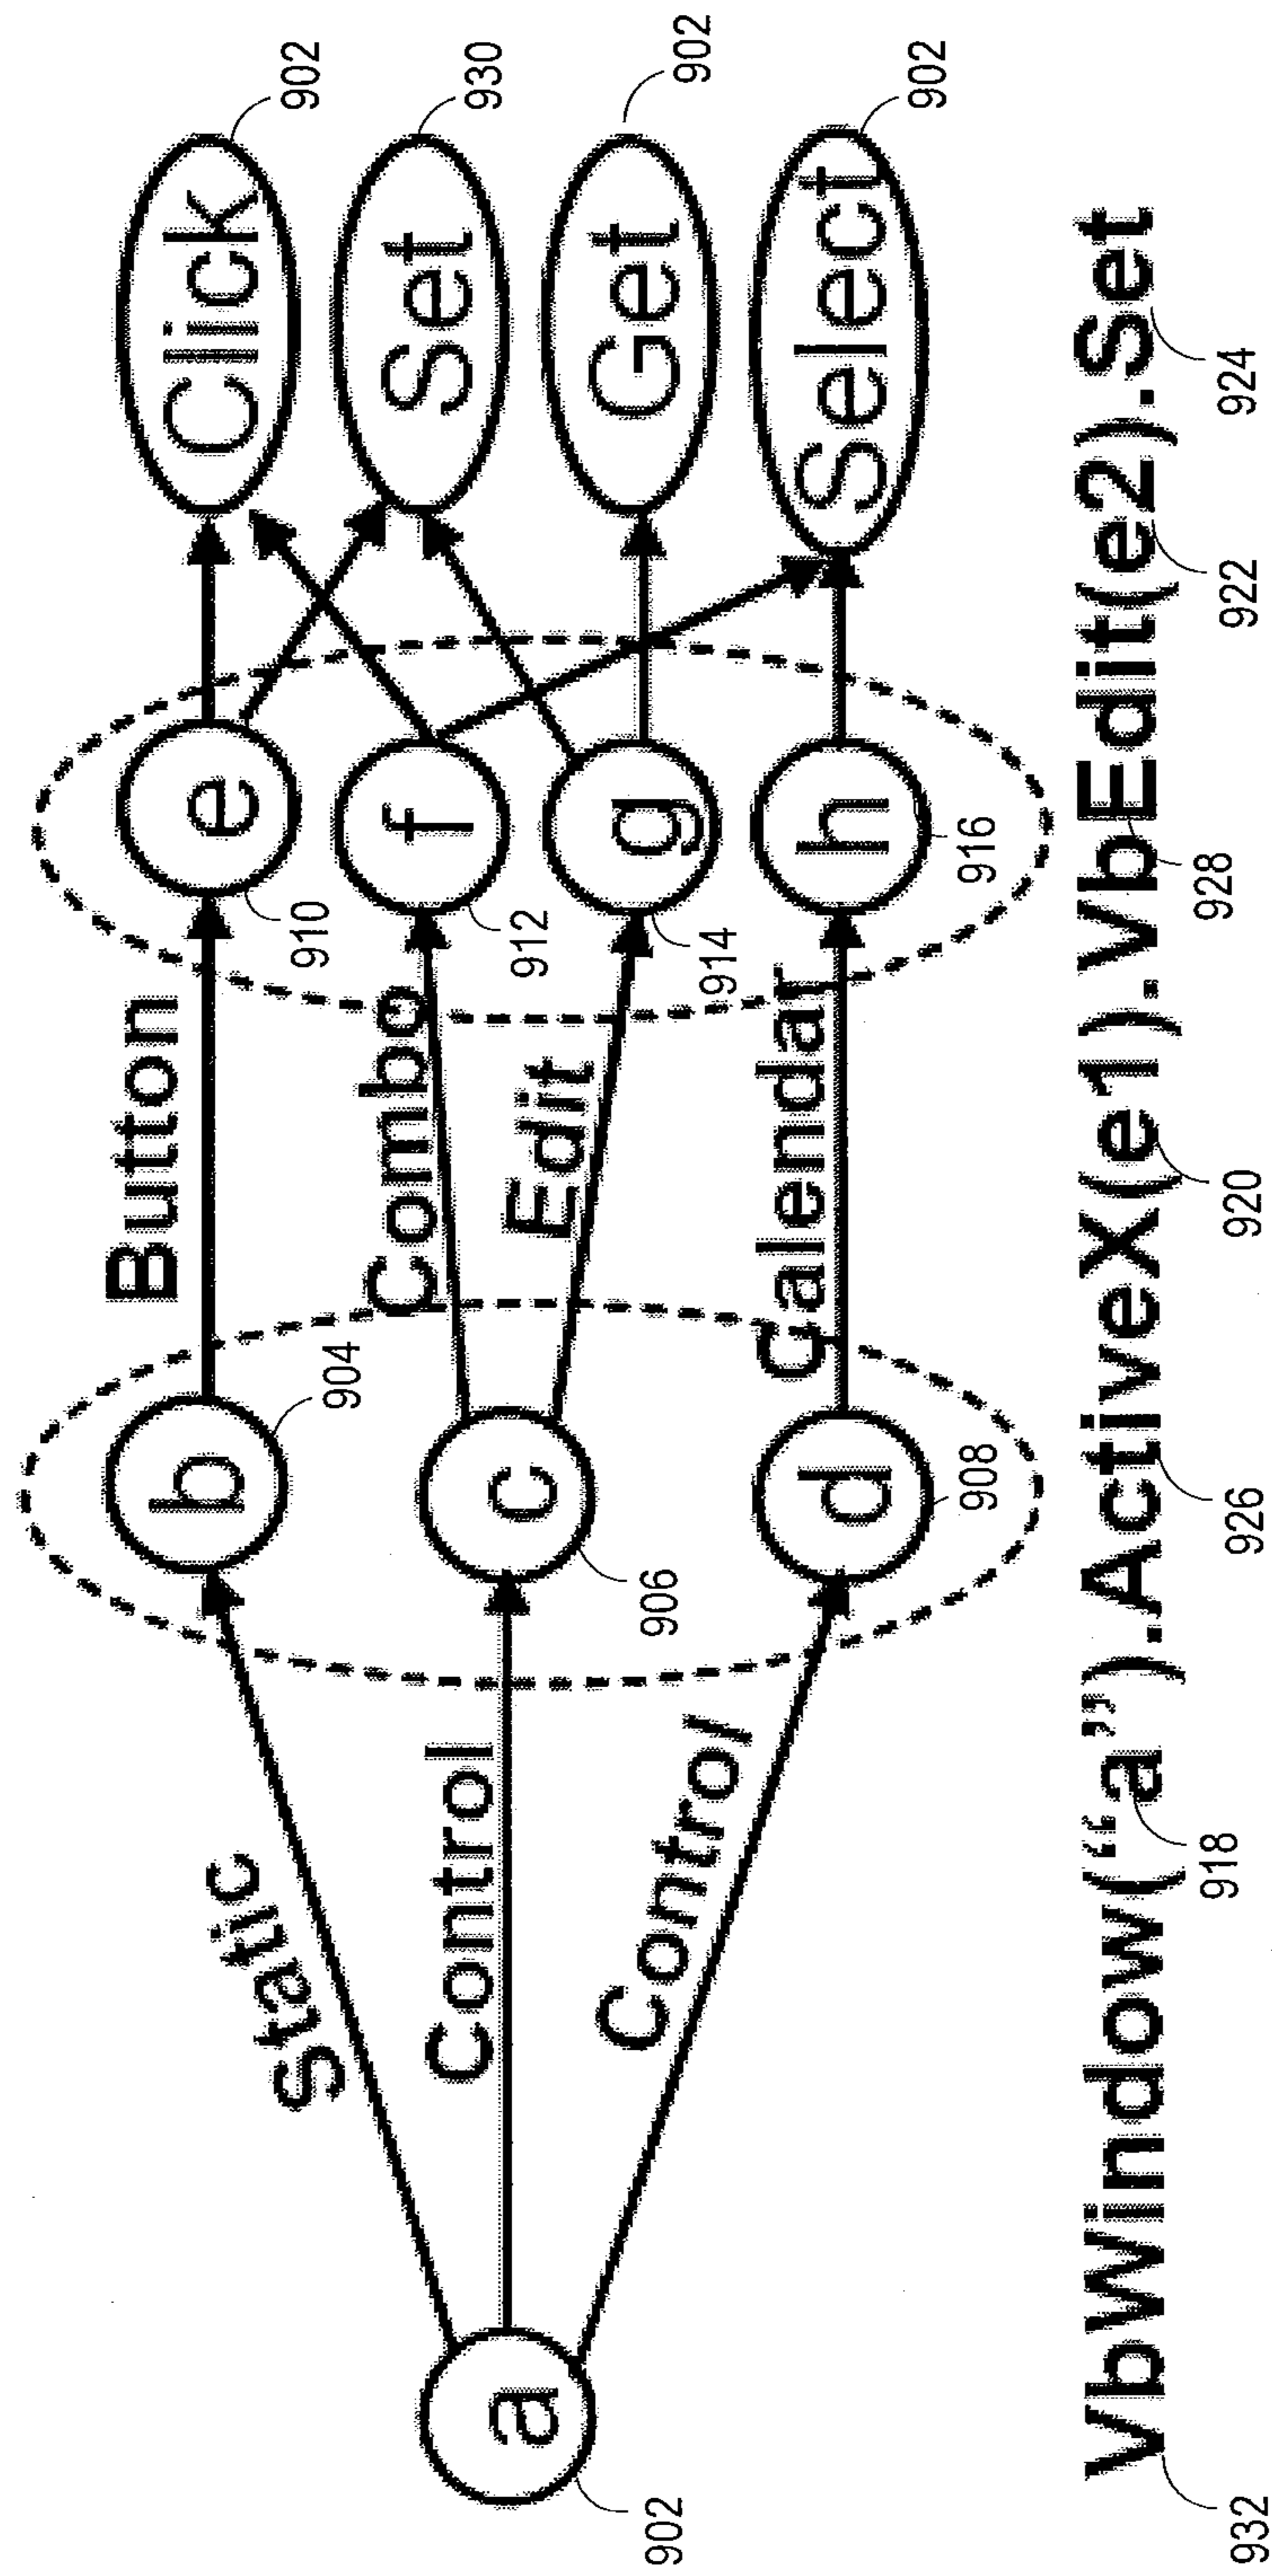 Click 902
Button
e
910
b
904
Static
Set 930
Combo
f
912
Control
c
906
a
902
Get 902
Edit
g
914
Select 902
Calendar
h
916
Control
d
908
VbWindow(“a”).ActiveX(e1).VbEdit(e2).Set
932 918 926 920 928 922 924